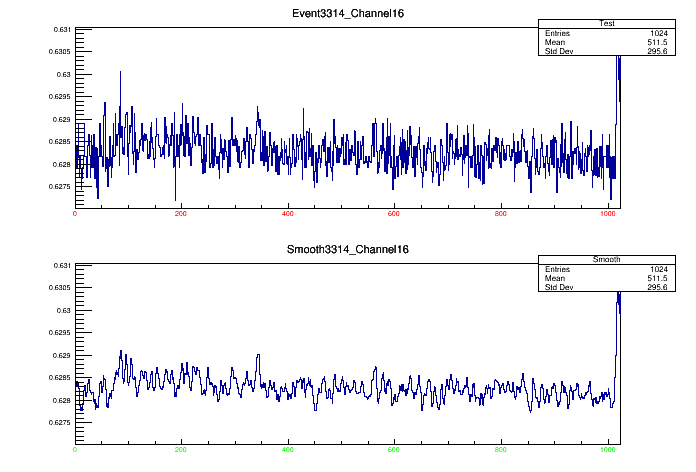 Event3314_Channel16
Test
Entries 1024
Mean 511.5
Std Dev 295.6
0.631
0.6305
0.63
0.6295
0.629
0.6285
0.628
0.6275
0 200 400 600 800 1000
Smooth3314_Channel16
Smooth
Entries 1024
Mean 511.5
Std Dev 295.6
0.631
0.6305
0.63
0.6295
0.629
0.6285
0.628
0.6275
0 200 400 600 800 1000